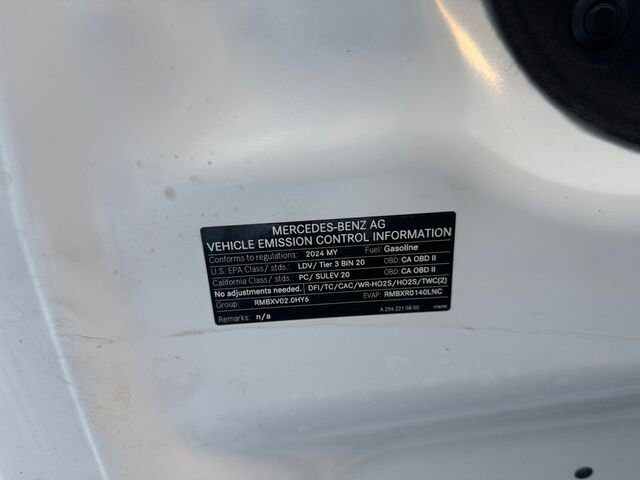 MERCEDES-BENZ AG
VEHICLE EMISSION CONTROL INFORMATION
Conforms to regulations: 2024 MY Fuel: Gasoline
U.S. EPA Class/ stds.: LDV/ Tier 3 BIN 20 OBD: CA OBD II
California Class/ stds.: PC/ SULEV 20 OBD: CA OBD II
No adjustments needed. DFI/TC/CAC/WR-HO2S/HO2S/TWC(2)
Group: RMBXV02.0HY6 EVAP: RMBXR0140LNC
Remarks: n/a A 254 221 08 00